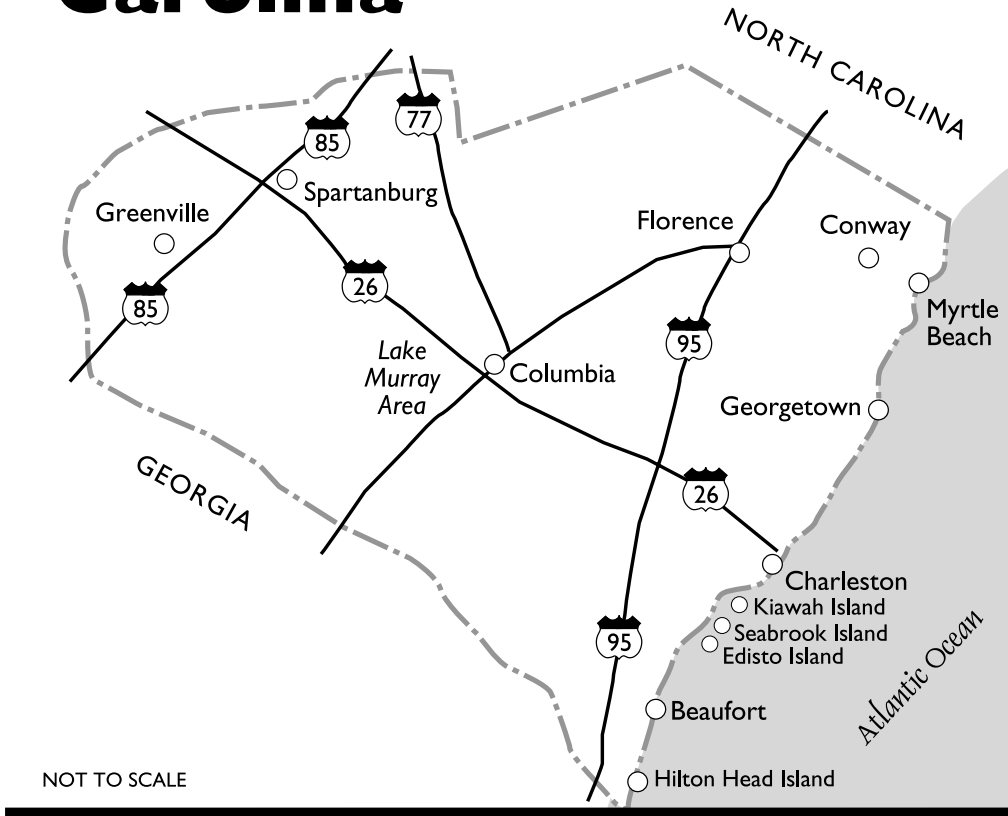 Carolina
NORTH CAROLINA
77
85
Spartanburg
Greenville
Florence
Conway
26
85
Myrtle
Beach
95
Lake
Murray
Area
Columbia
Georgetown
GEORGIA
26
Charleston
Kiawah Island
Seabrook Island
Edisto Island
95
Atlantic Ocean
Beaufort
Hilton Head Island
NOT TO SCALE